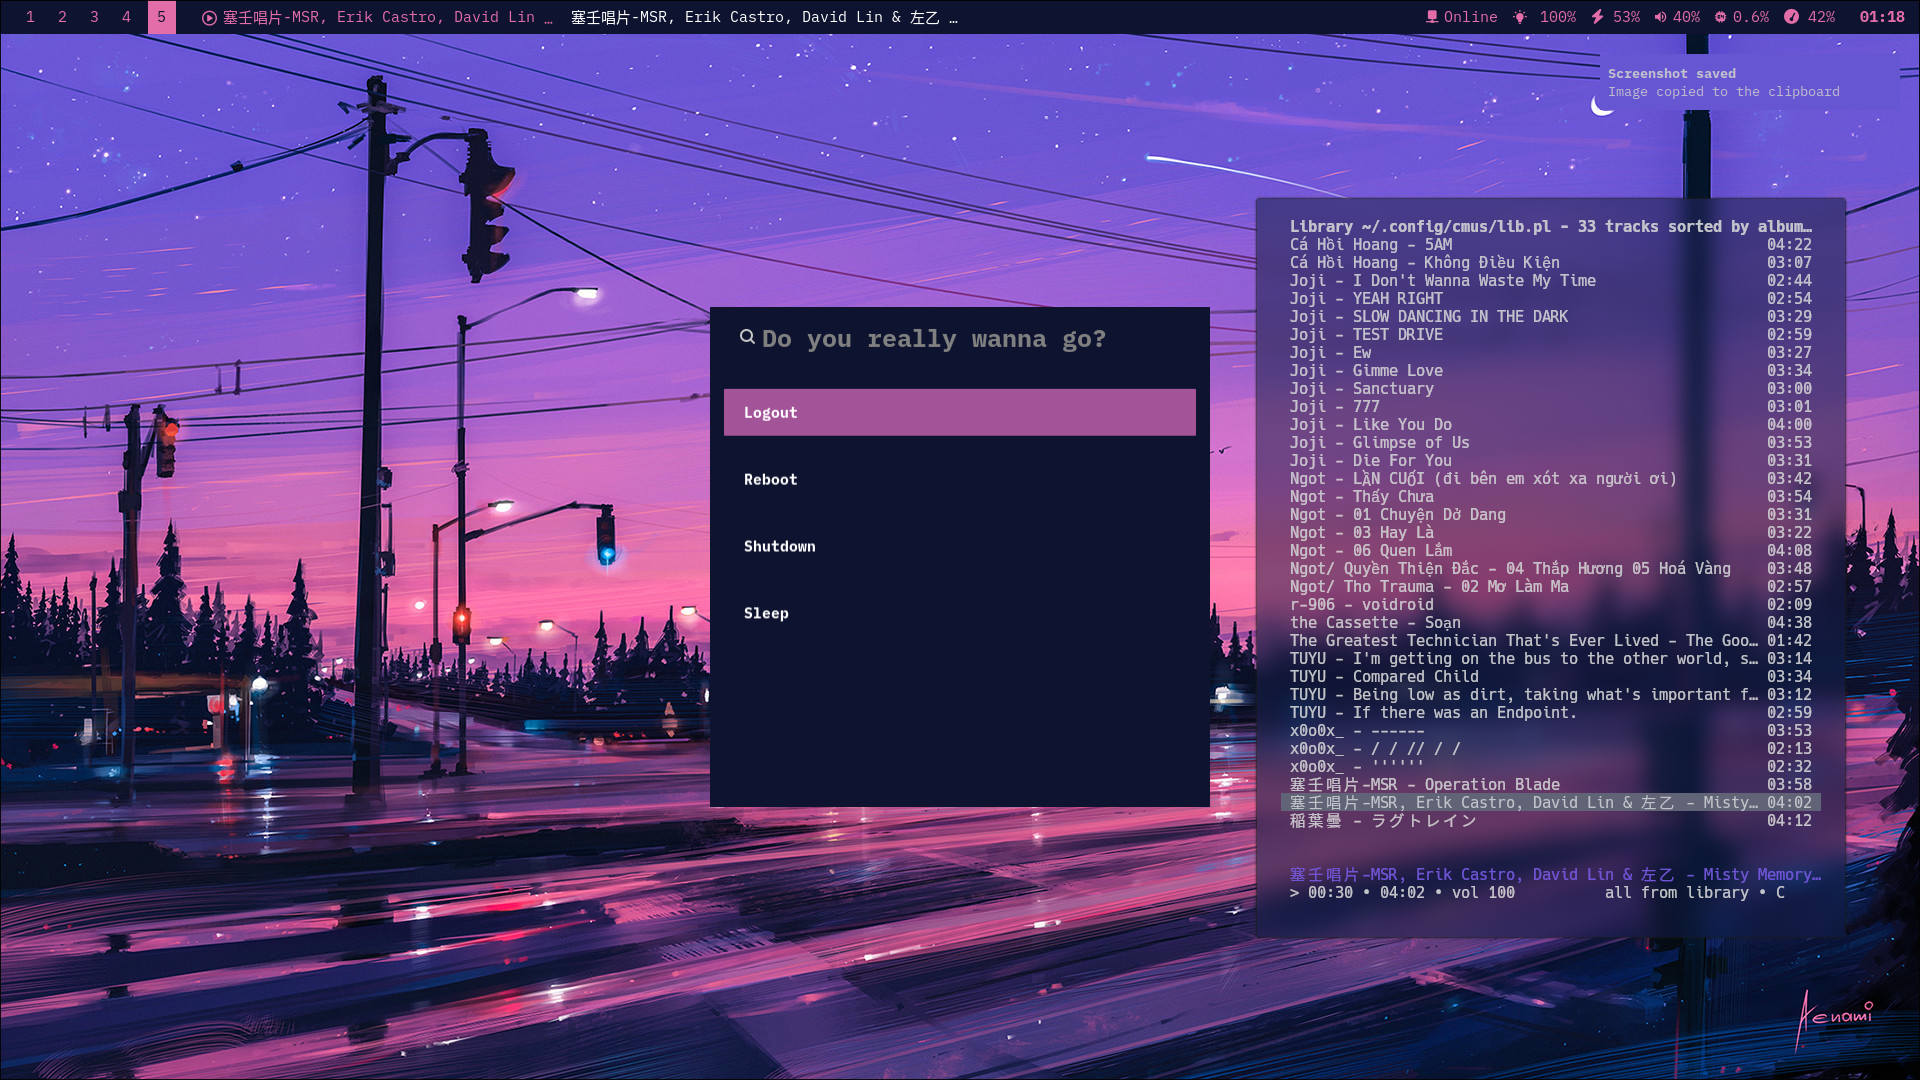 1 2 3 4 5 塞壬唱片-MSR, Erik Castro, David Lin … 塞壬唱片-MSR, Erik Castro, David Lin & 左乙 … Online 100% 53% 40% 0.6% 42% 01:18
Screenshot saved
Image copied to the clipboard
Do you really wanna go?
Logout
Reboot
Shutdown
Sleep
Library ~/.config/cmus/lib.pl - 33 tracks sorted by album…
Cá Hồi Hoang - 5AM 04:22
Cá Hồi Hoang - Không Điều Kiện 03:07
Joji - I Don't Wanna Waste My Time 02:44
Joji - YEAH RIGHT 02:54
Joji - SLOW DANCING IN THE DARK 03:29
Joji - TEST DRIVE 02:59
Joji - Ew 03:27
Joji - Gimme Love 03:34
Joji - Sanctuary 03:00
Joji - 777 03:01
Joji - Like You Do 04:00
Joji - Glimpse of Us 03:53
Joji - Die For You 03:31
Ngot - LẦN CUỐI (đi bên em xót xa người ơi) 03:42
Ngot - Thấy Chưa 03:54
Ngot - 01 Chuyện Dở Dang 03:31
Ngot - 03 Hay Là 03:22
Ngot - 06 Quen Lắm 04:08
Ngot/ Quyền Thiện Đắc - 04 Thắp Hương 05 Hoá Vàng 03:48
Ngot/ Tho Trauma - 02 Mơ Làm Ma 02:57
r-906 - voidroid 02:09
the Cassette - Soạn 04:38
The Greatest Technician That's Ever Lived - The Goo… 01:42
TUYU - I'm getting on the bus to the other world, s… 03:14
TUYU - Compared Child 03:34
TUYU - Being low as dirt, taking what's important f… 03:12
TUYU - If there was an Endpoint. 02:59
x0o0x_ - ------ 03:53
x0o0x_ - / / // / / 02:13
x0o0x_ - '''''' 02:32
塞壬唱片-MSR - Operation Blade 03:58
塞壬唱片-MSR, Erik Castro, David Lin & 左乙 - Misty… 04:02
稲葉曇 - ラグトレイン 04:12
塞壬唱片-MSR, Erik Castro, David Lin & 左乙 - Misty Memory…
> 00:30 • 04:02 • vol 100 all from library • C
Aenami